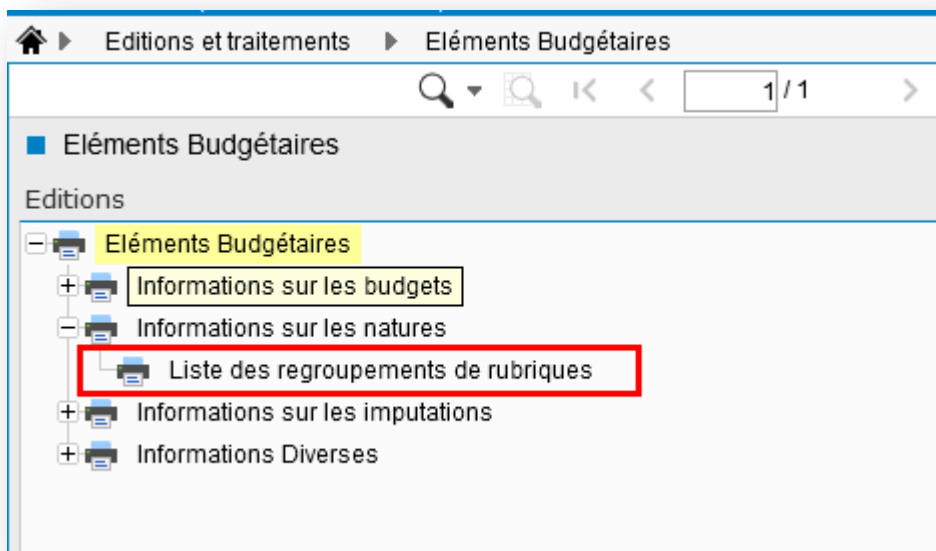 Editions et traitements Eléments Budgétaires
1 / 1
Eléments Budgétaires
Editions
Eléments Budgétaires
Informations sur les budgets
Informations sur les natures
Liste des regroupements de rubriques
Informations sur les imputations
Informations Diverses